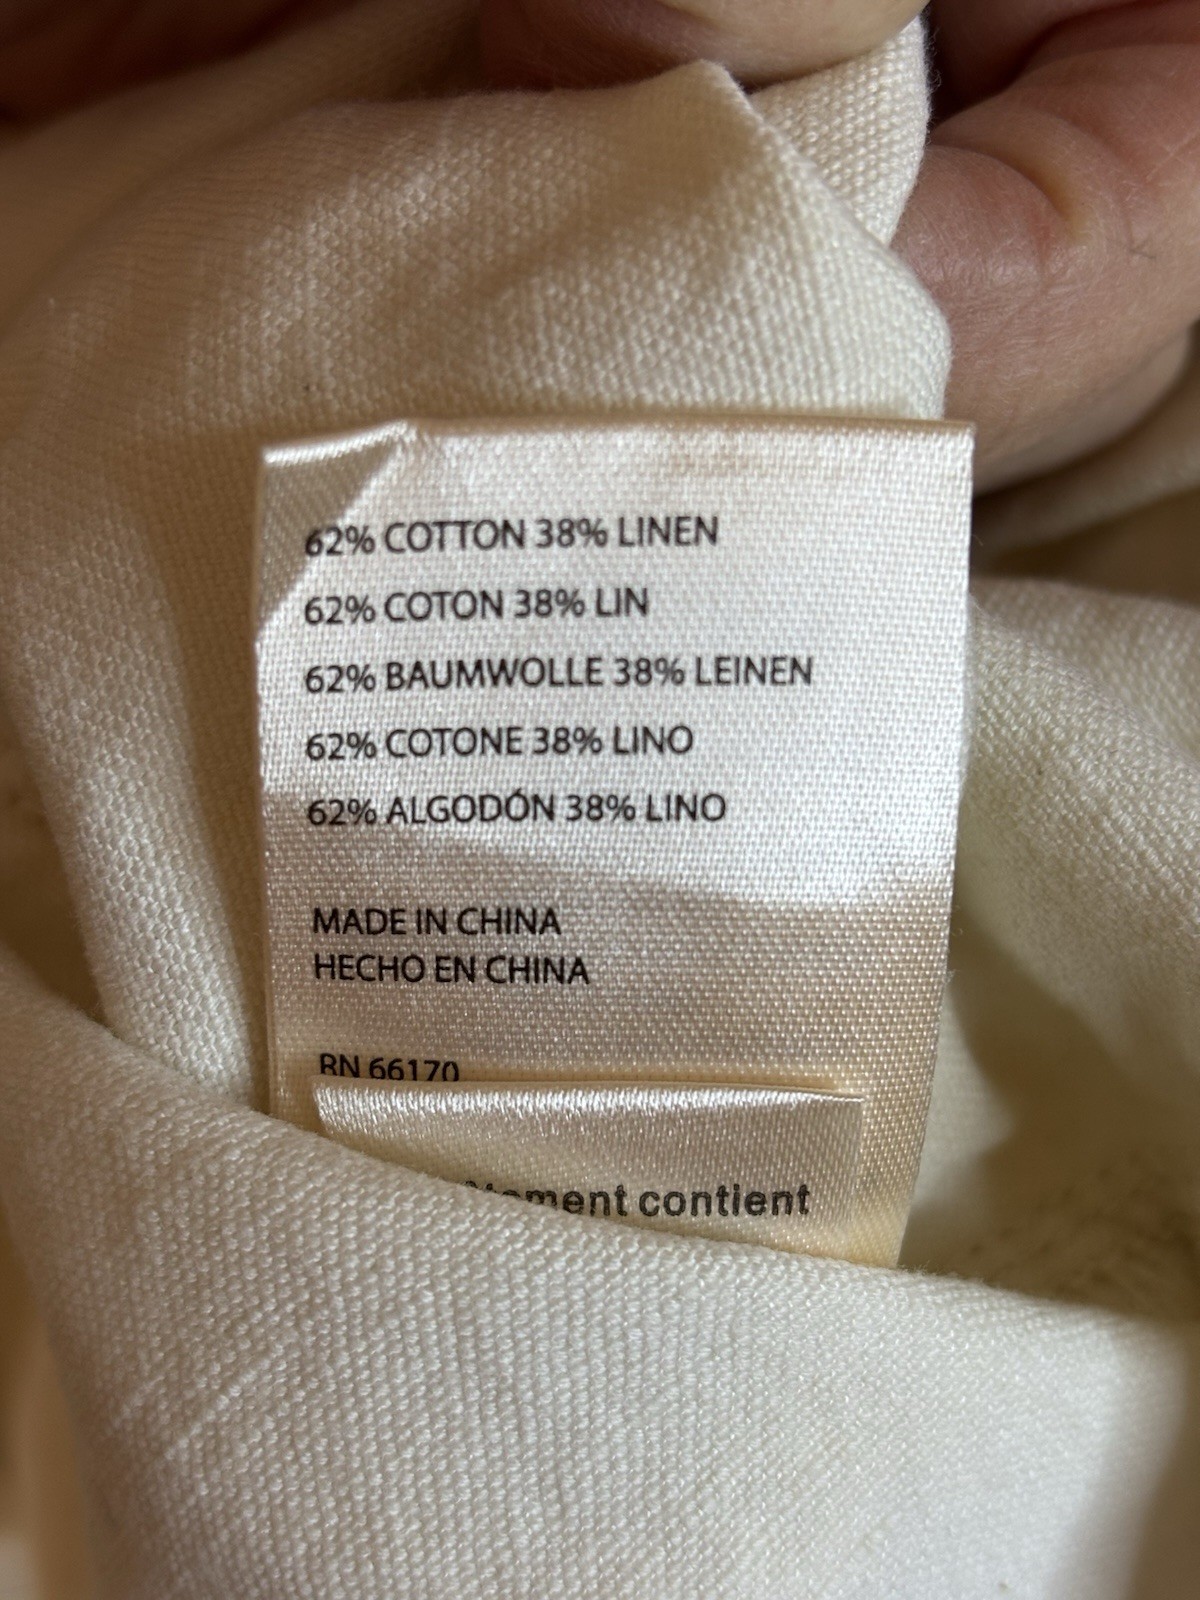 62% COTTON 38% LINEN
62% COTON 38% LIN
62% BAUMWOLLE 38% LEINEN
62% COTONE 38% LINO
62% ALGODÓN 38% LINO
MADE IN CHINA
HECHO EN CHINA
RN 66170
contient